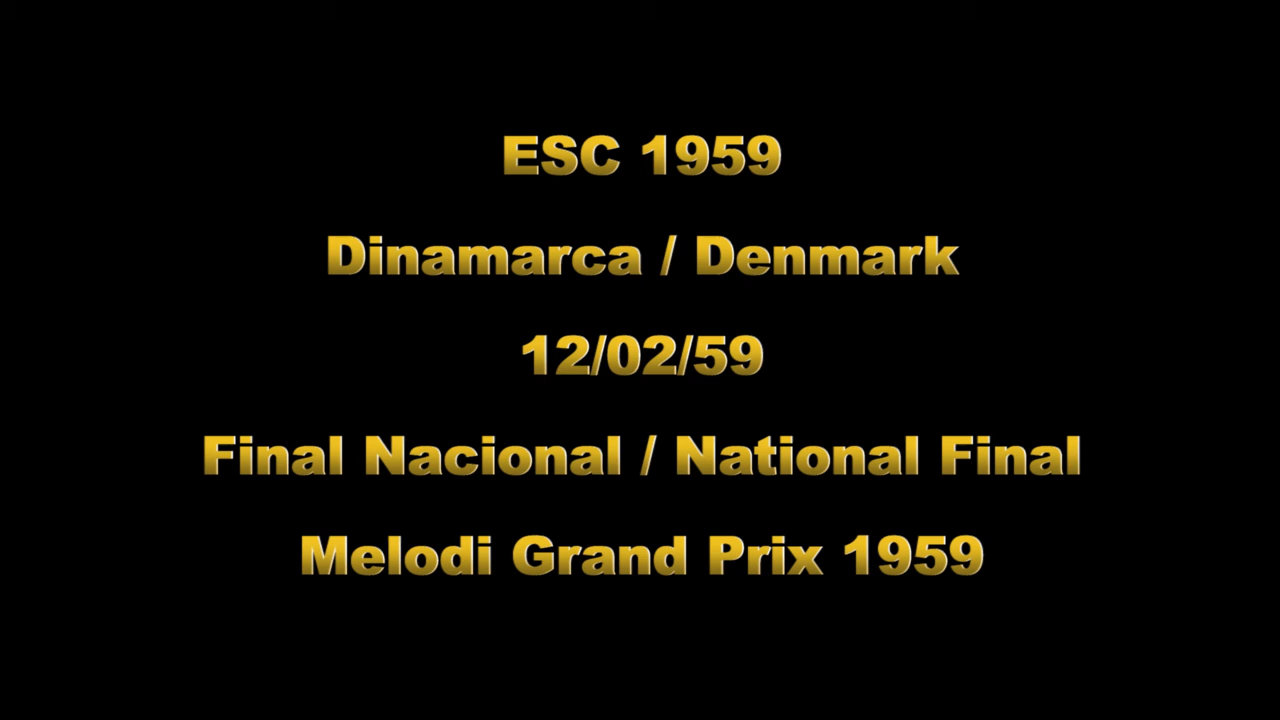 ESC 1959
Dinamarca / Denmark
12/02/59
Final Nacional / National Final
Melodi Grand Prix 1959